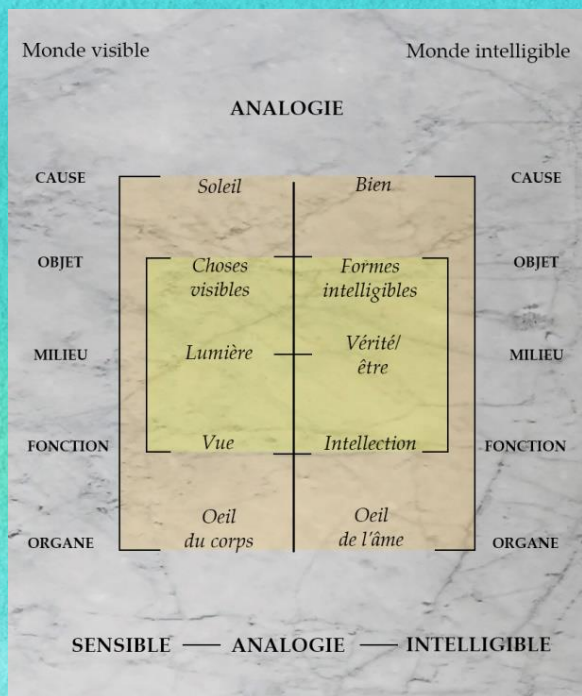 Monde visible Monde intelligible
ANALOGIE
CAUSE Soleil Bien CAUSE
OBJET Choses Formes OBJET
visibles intelligibles
MILIEU Lumière Vérité/ MILIEU
être
FONCTION Vue Intellection FONCTION
Oeil Oeil
ORGANE du corps de l'âme ORGANE
SENSIBLE — ANALOGIE — INTELLIGIBLE